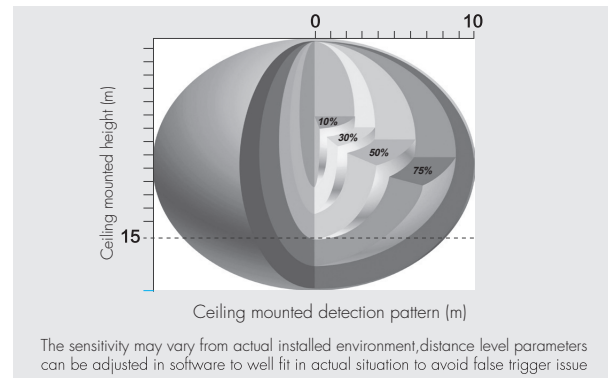 0 10
Ceiling mounted height (m)
10%
30%
50%
75%
15
Ceiling mounted detection pattern (m)
The sensitivity may vary from actual installed environment,distance level parameters
can be adjusted in software to well fit in actual situation to avoid false trigger issue